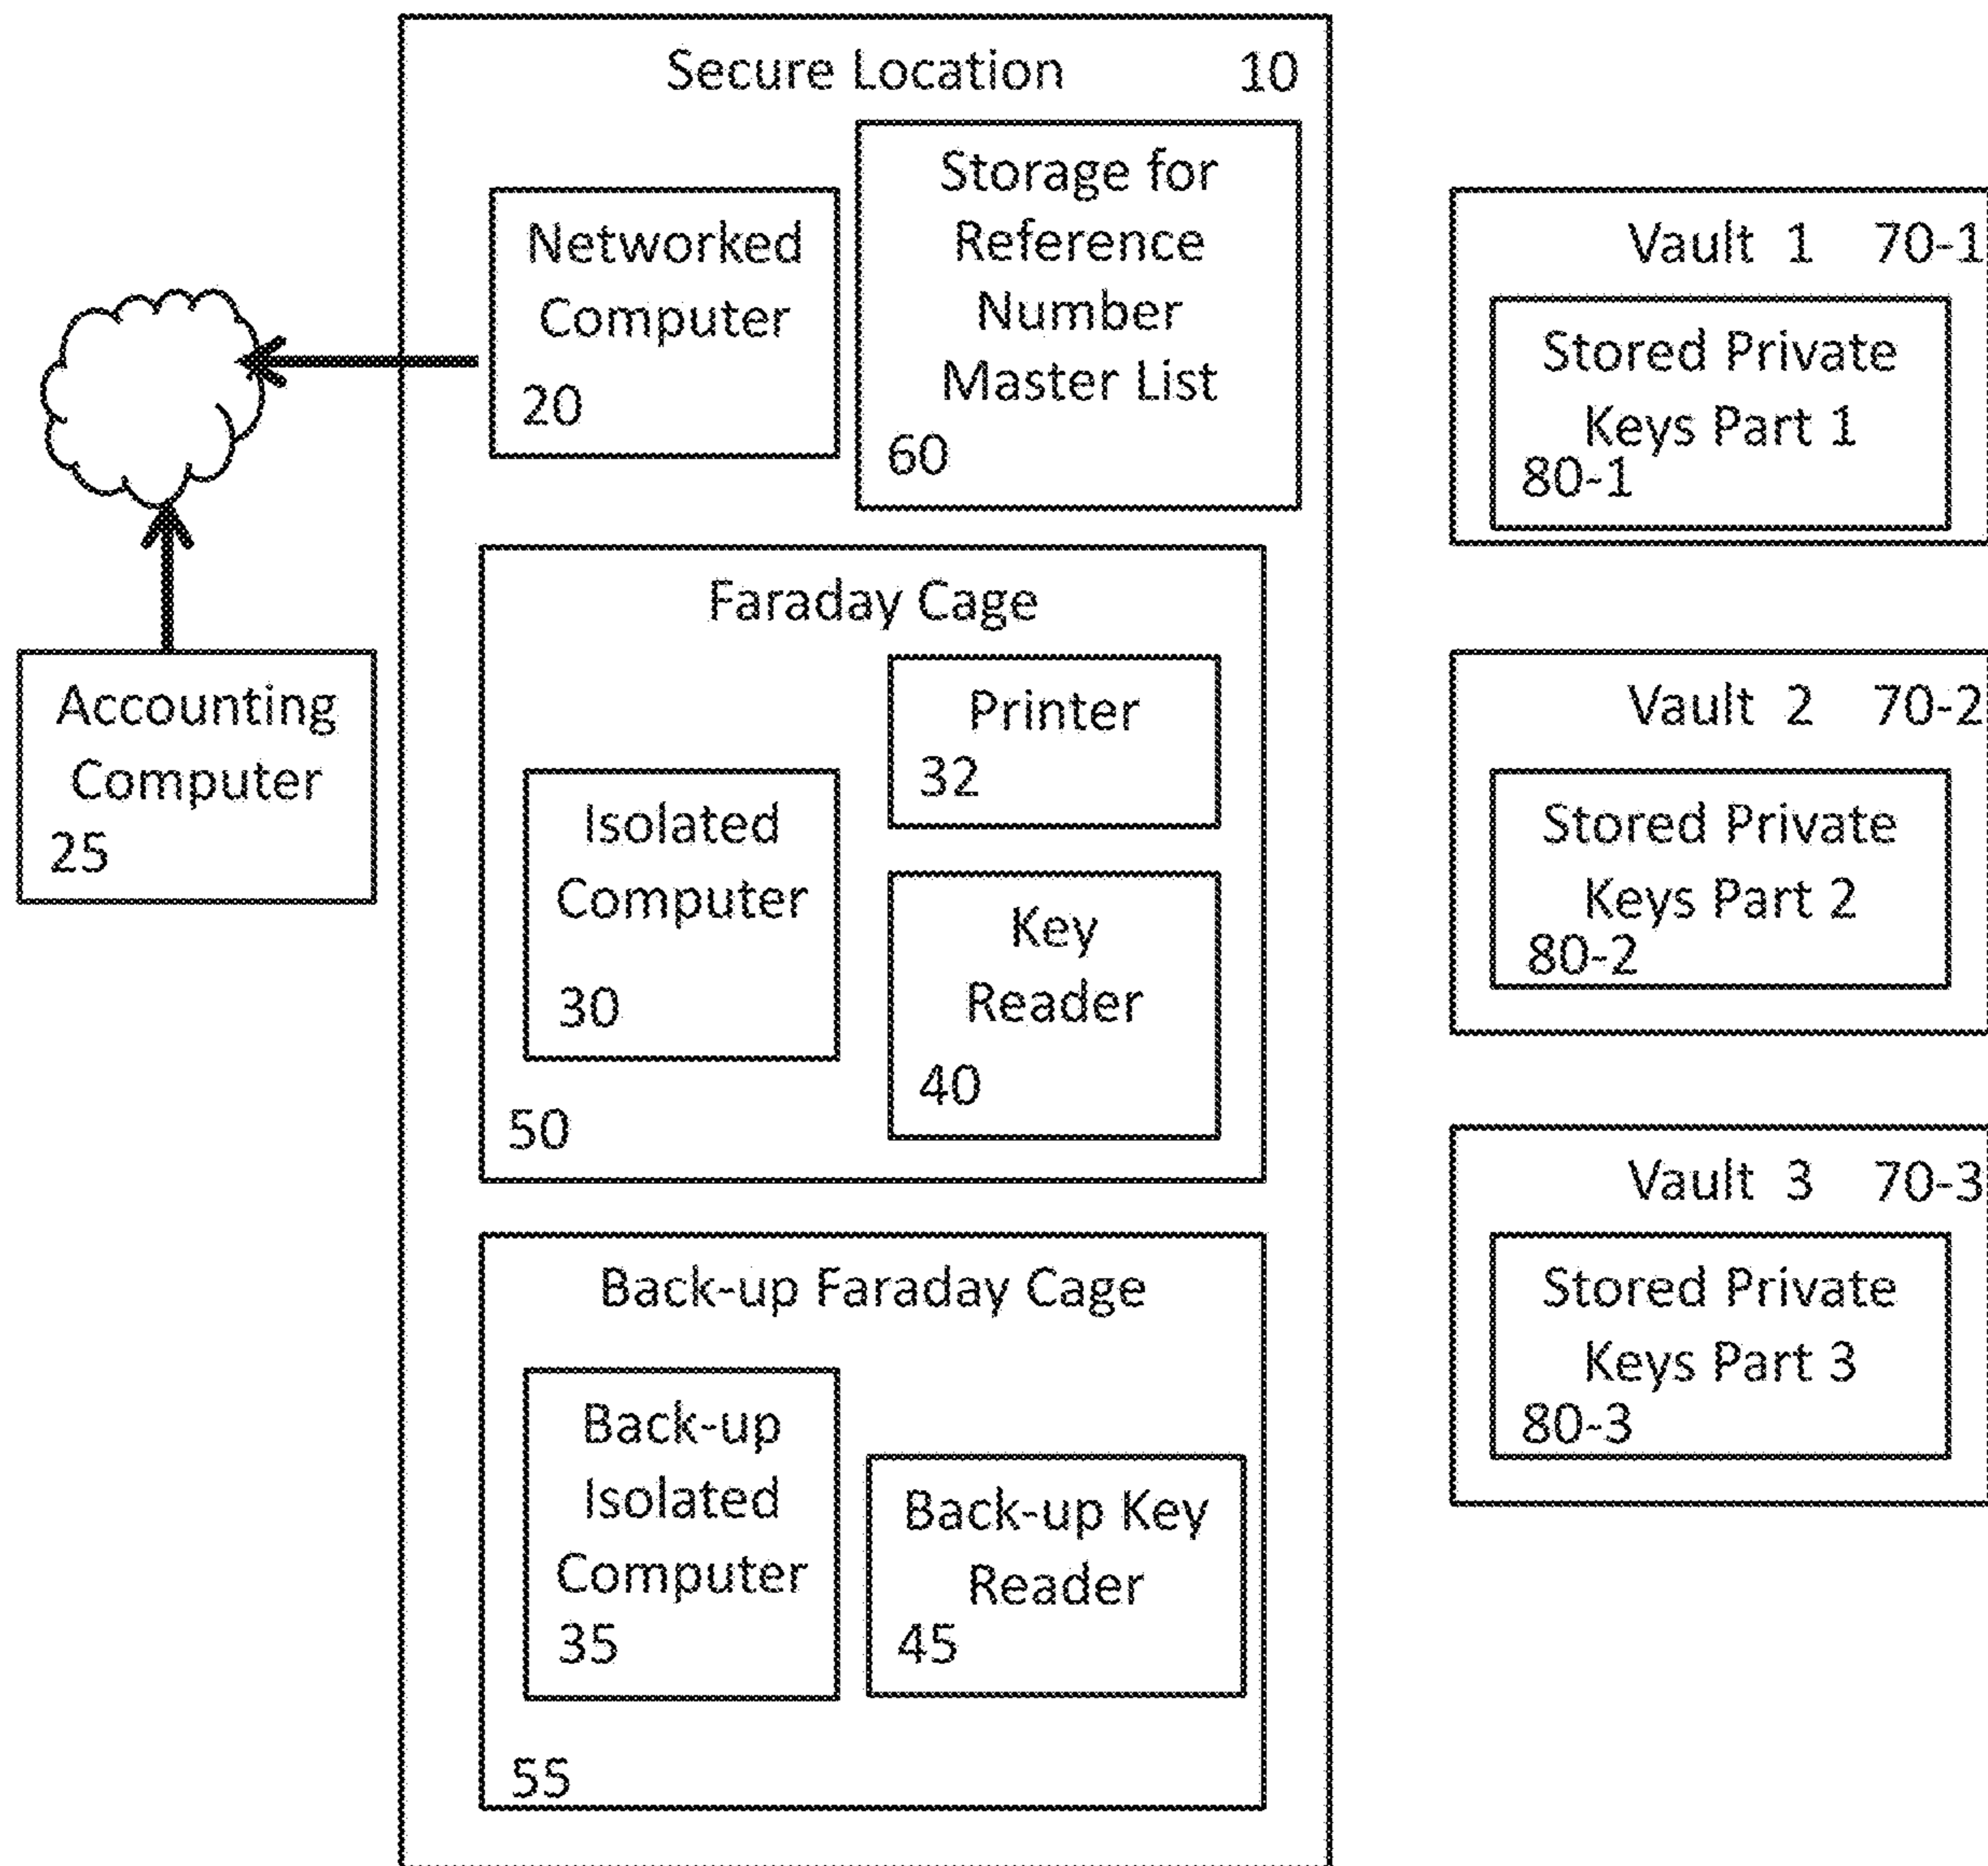 Secure Location 10
Networked
Computer
20
Storage for
Reference
Number
Master List
60
Accounting
Computer
25
Faraday Cage
Printer
32
Isolated
Computer
30
Key
Reader
40
50
Back-up Faraday Cage
Back-up
Isolated
Computer
35
Back-up Key
Reader
45
55
Vault 1 70-1
Stored Private
Keys Part 1
80-1
Vault 2 70-2
Stored Private
Keys Part 2
80-2
Vault 3 70-3
Stored Private
Keys Part 3
80-3